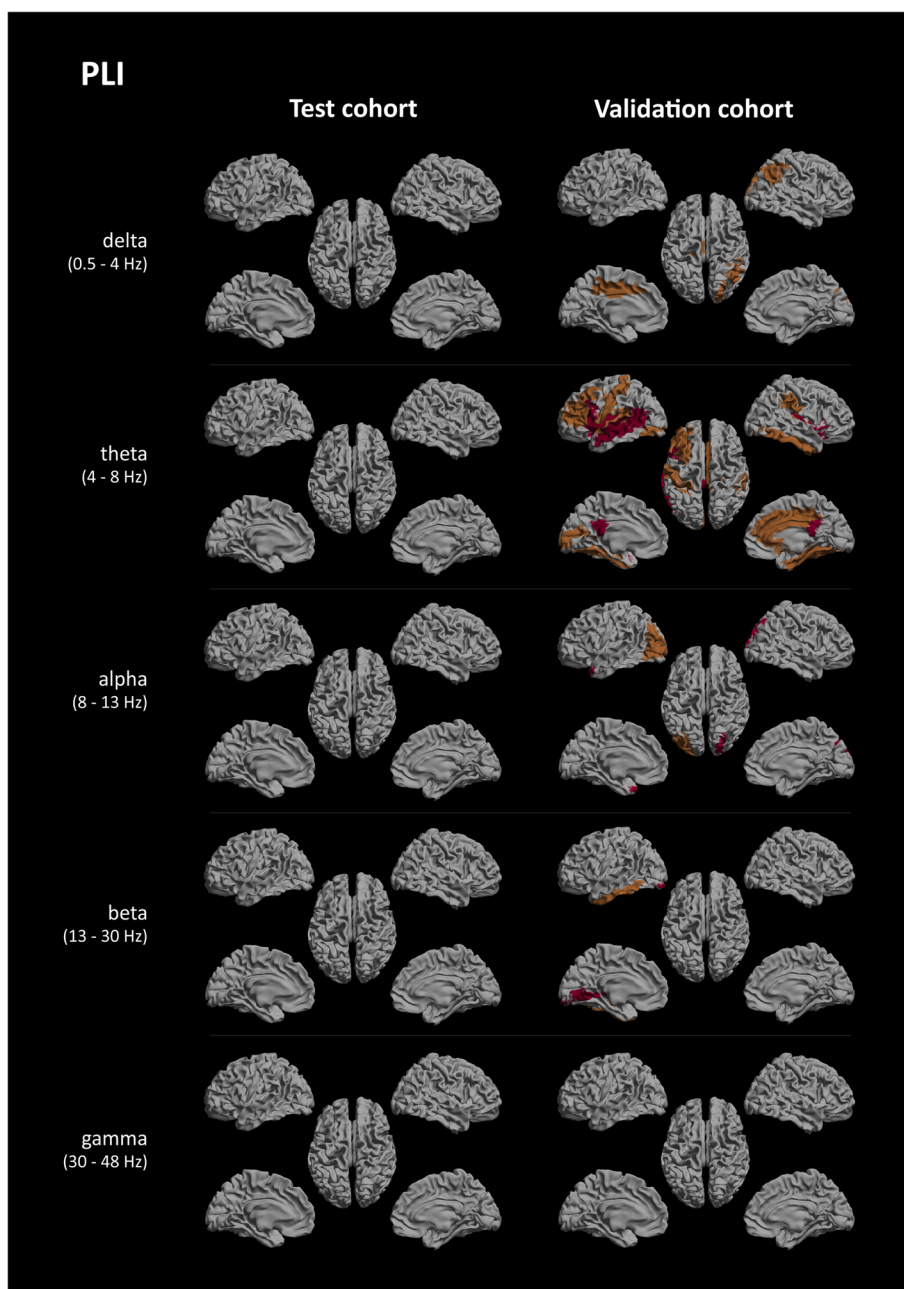 PLI
Test cohort
Validation cohort
delta
(0.5 - 4 Hz)
theta
(4 - 8 Hz)
alpha
(8 - 13 Hz)
beta
(13 - 30 Hz)
gamma
(30 - 48 Hz)